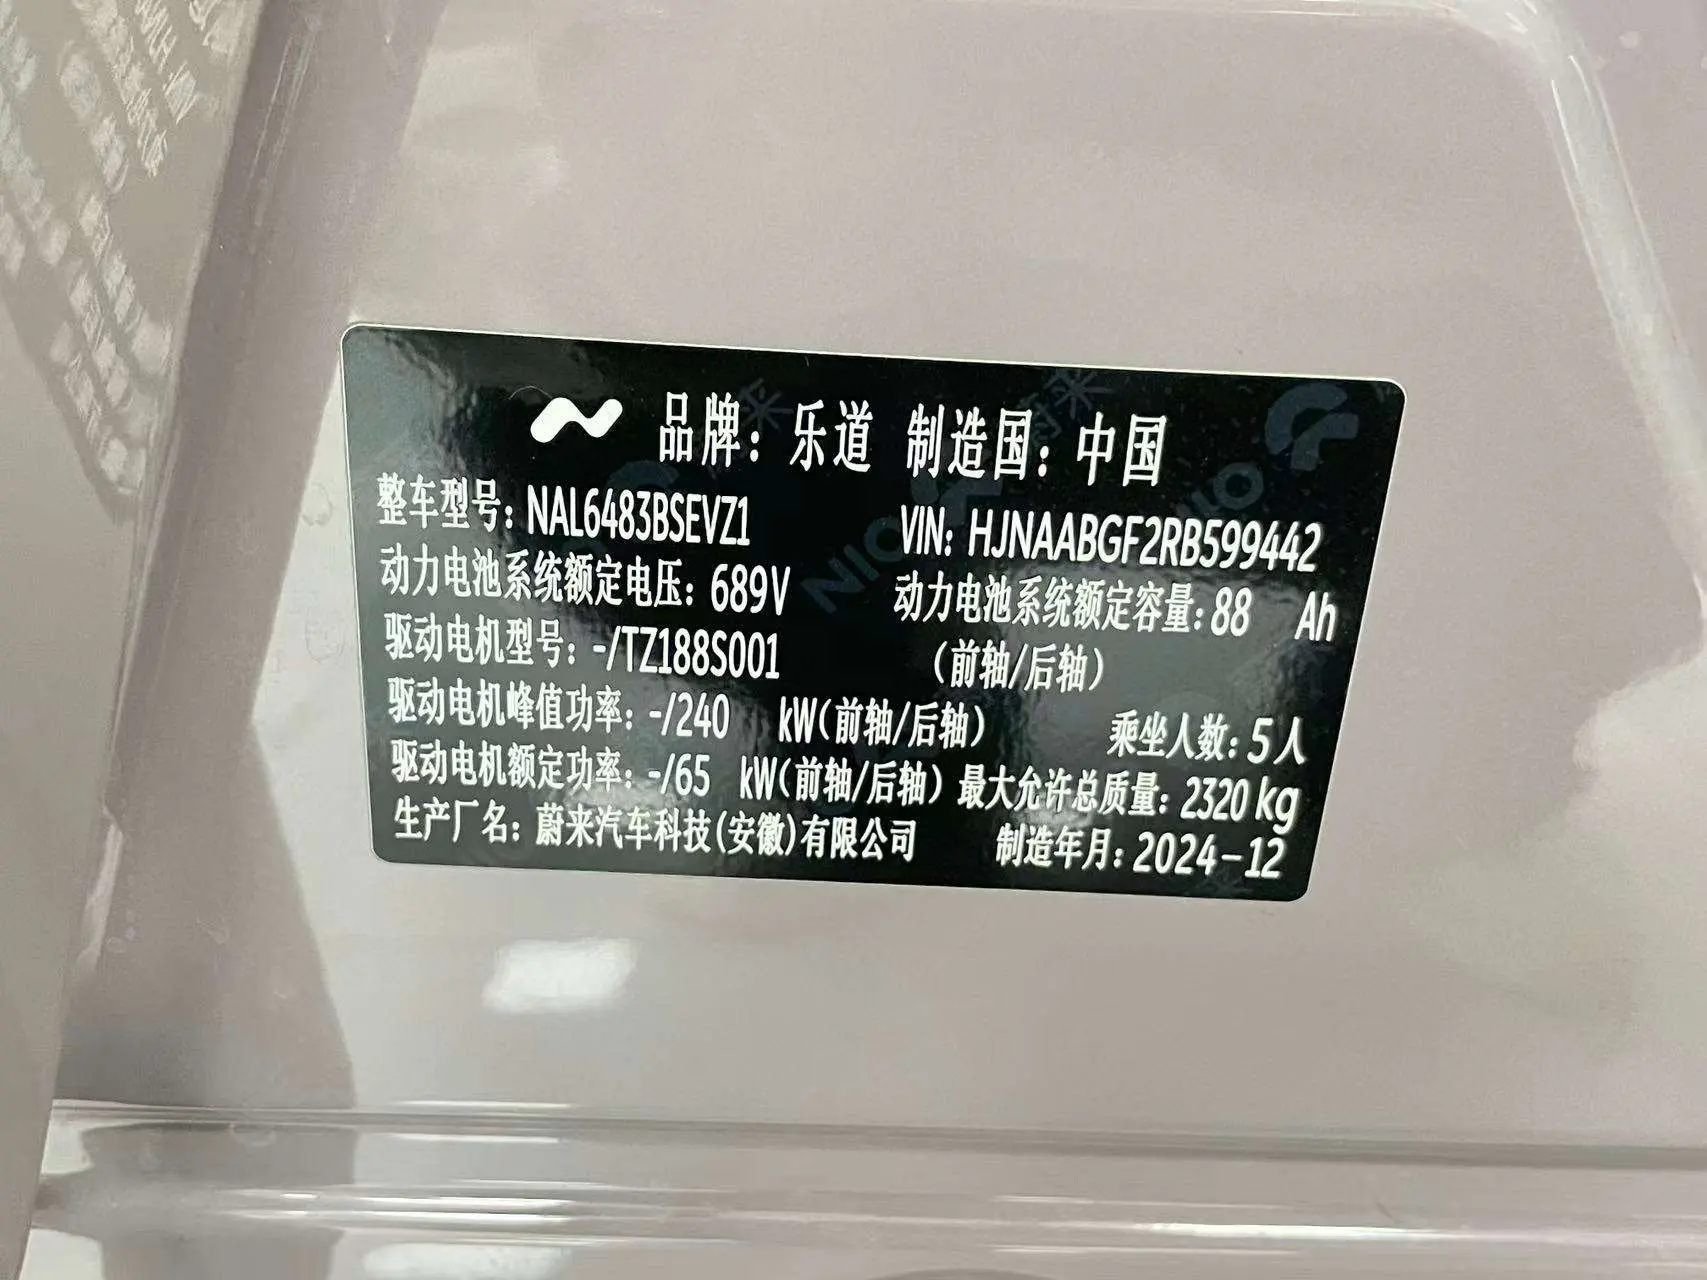 品牌：乐道 制造国：中国
整车型号：NAL6483BSEVZ1 VIN: HJNAABGF2RB599442
动力电池系统额定电压：689V 动力电池系统额定容量：88 Ah
驱动电机型号：-/TZ188S001 (前轴/后轴)
驱动电机峰值功率：-/240 kW(前轴/后轴) 乘坐人数：5人
驱动电机额定功率：-/65 kW(前轴/后轴) 最大允许总质量：2320 kg
生产厂名：蔚来汽车科技(安徽)有限公司 制造年月：2024-12
蔚来
NIO
NIO